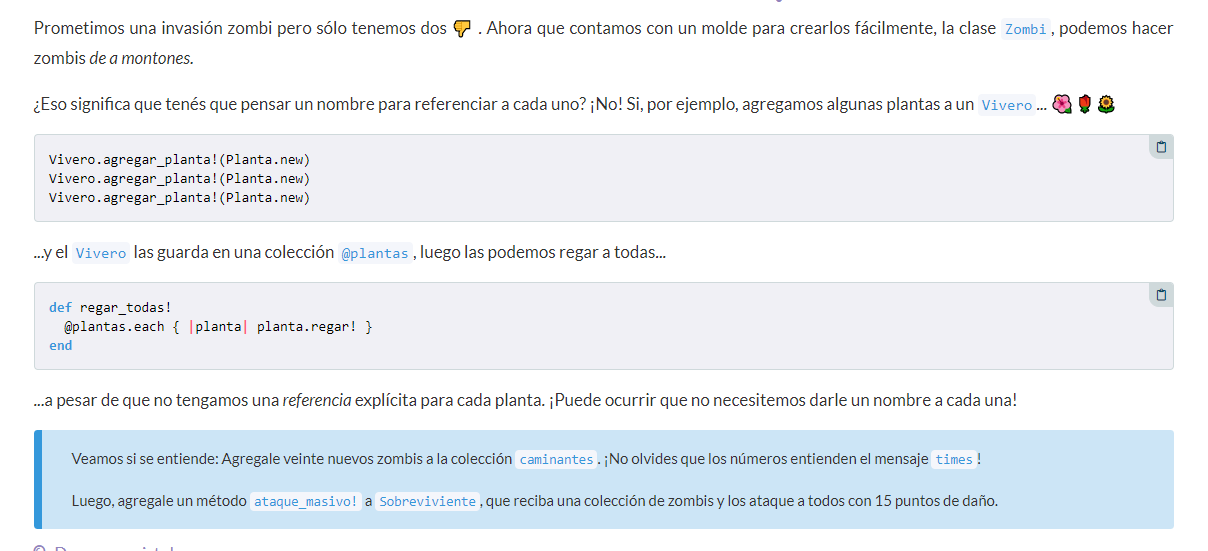 Prometimos una invasión zombi pero sólo tenemos dos 👎 . Ahora que contamos con un molde para crearlos fácilmente, la clase Zombi , podemos hacer
zombis de a montones.
¿Eso significa que tenés que pensar un nombre para referenciar a cada uno? ¡No! Si, por ejemplo, agregamos algunas plantas a un Vivero ... 🌺 🌷 🌻
Vivero.agregar_planta!(Planta.new)
Vivero.agregar_planta!(Planta.new)
Vivero.agregar_planta!(Planta.new)
...y el Vivero las guarda en una colección @plantas , luego las podemos regar a todas...
def regar_todas!
  @plantas.each { |planta| planta.regar! }
end
...a pesar de que no tengamos una referencia explícita para cada planta. ¡Puede ocurrir que no necesitemos darle un nombre a cada una!
Veamos si se entiende: Agregale veinte nuevos zombis a la colección caminantes . ¡No olvides que los números entienden el mensaje times !
Luego, agregale un método ataque_masivo! a Sobreviviente , que reciba una colección de zombis y los ataque a todos con 15 puntos de daño.